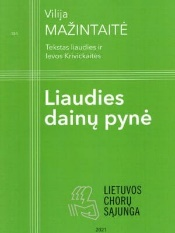 Vilija
MAŽINTAITĖ
Tekstas liaudies ir
Ievos Krivickaitės
Liaudies
dainų pynė
LIETUVOS
CHORŲ
SĄJUNGA
2021